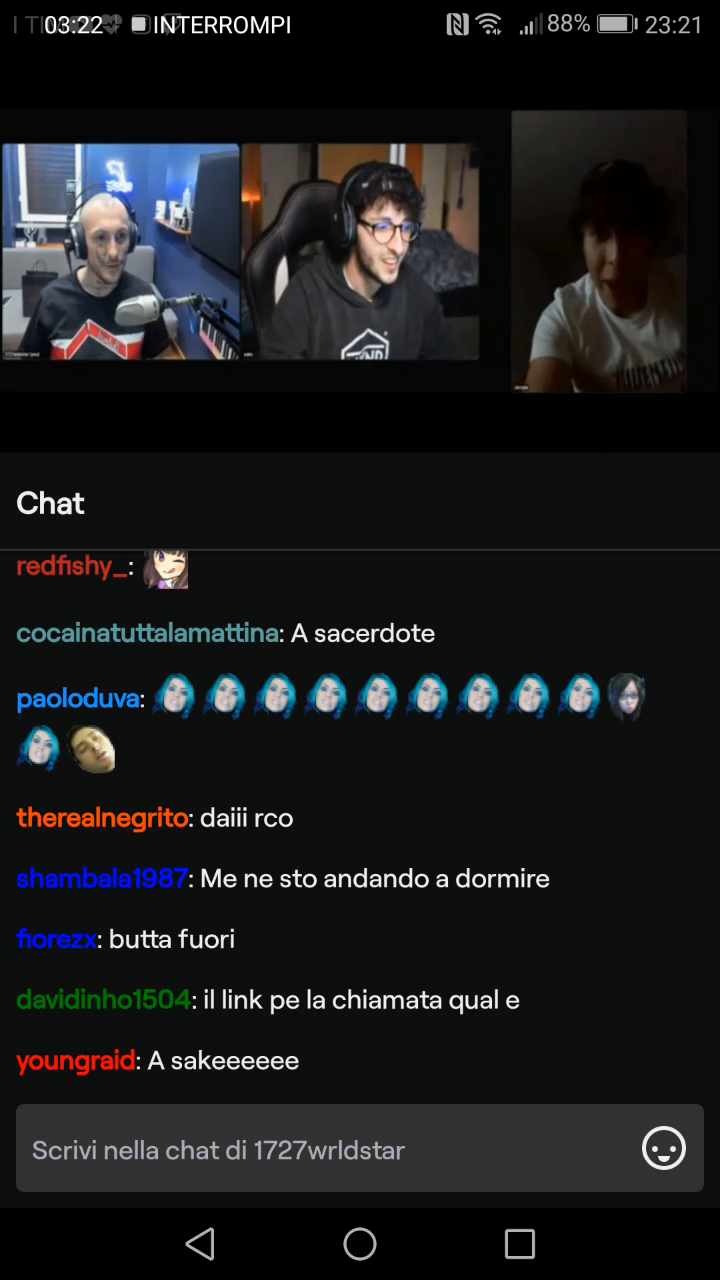 03:22 INTERROMPI 88% 23:21
Chat
redfishy_:
cocainatuttalamattina: A sacerdote
paoloduva:
therealnegrito: daiii rco
shambala1987: Me ne sto andando a dormire
fiorezx: butta fuori
davidinho1504: il link pe la chiamata qual e
youngraid: A sakeeeeee
Scrivi nella chat di 1727wrldstar